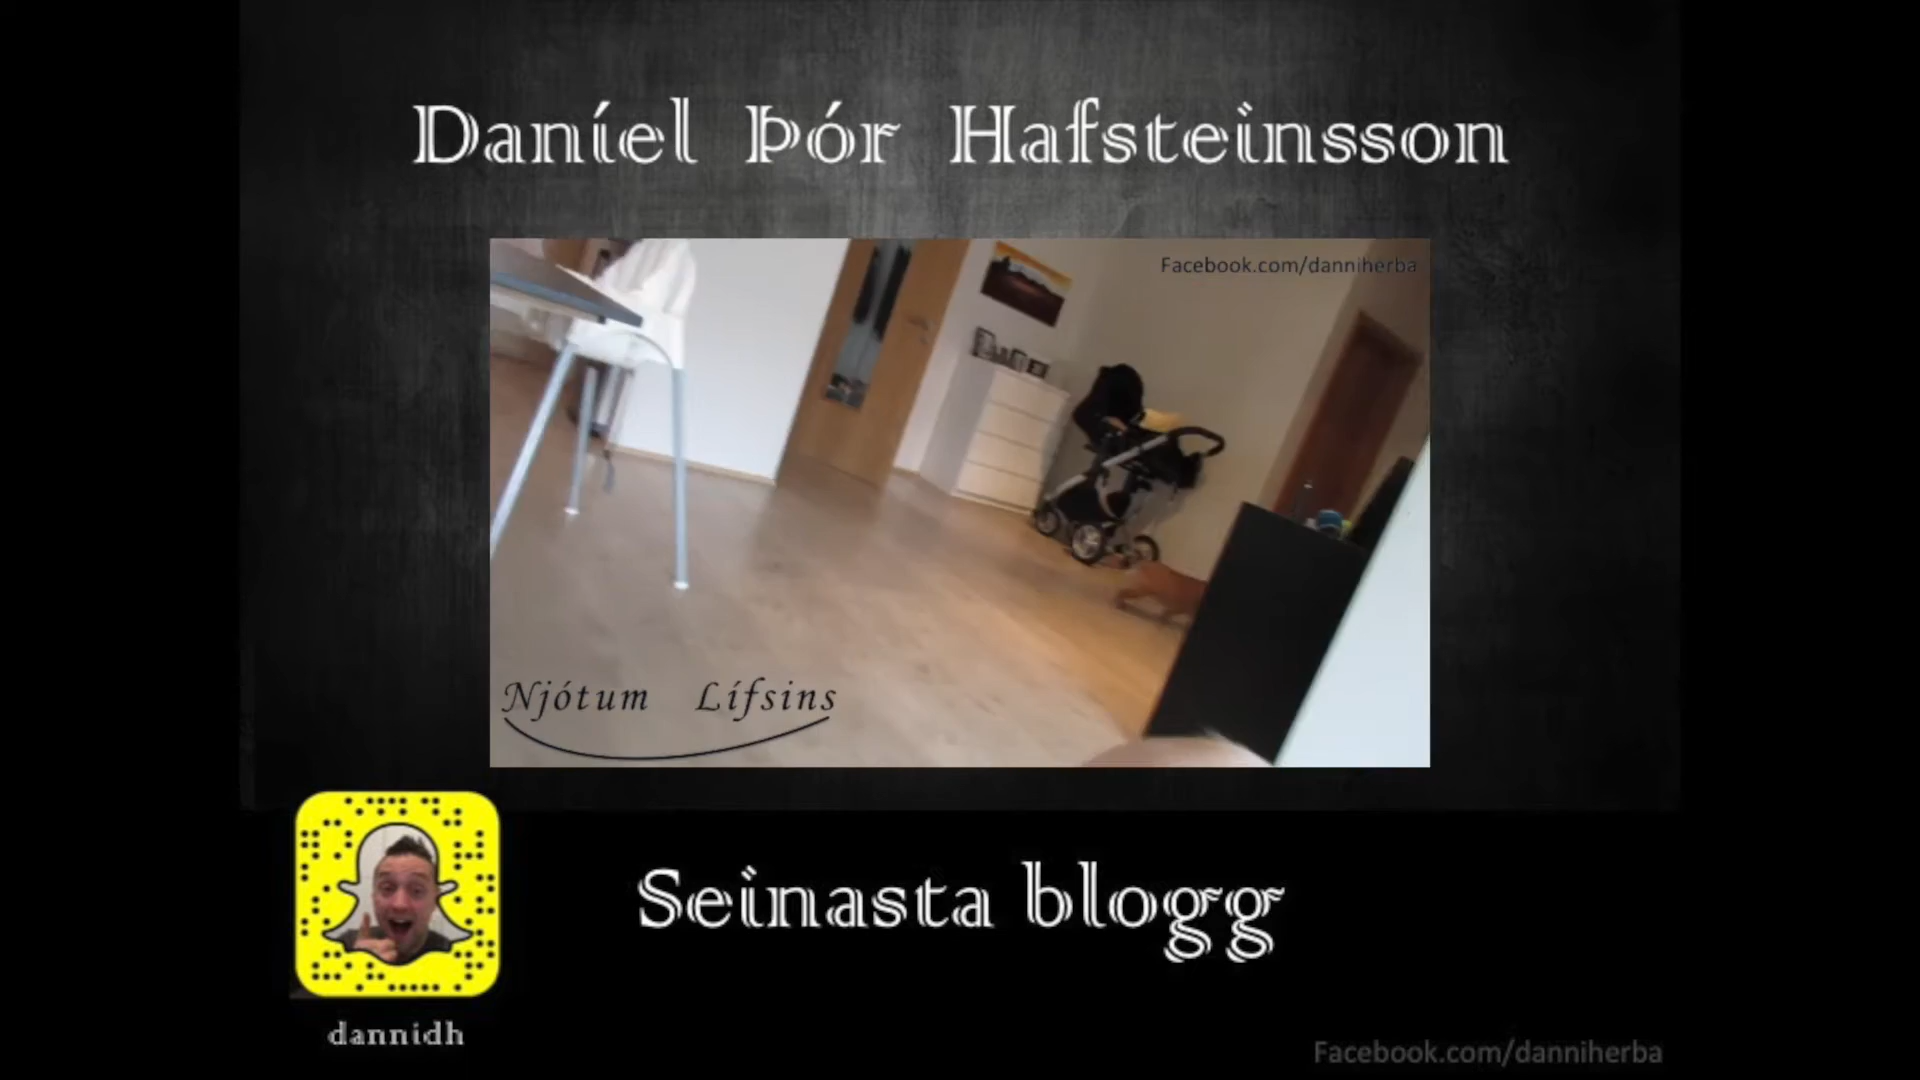 Daníel Þór Hafsteinsson
Facebook.com/danniherba
Njótum Lífsins
Seinasta blogg
dannidh
Facebook.com/danniherba